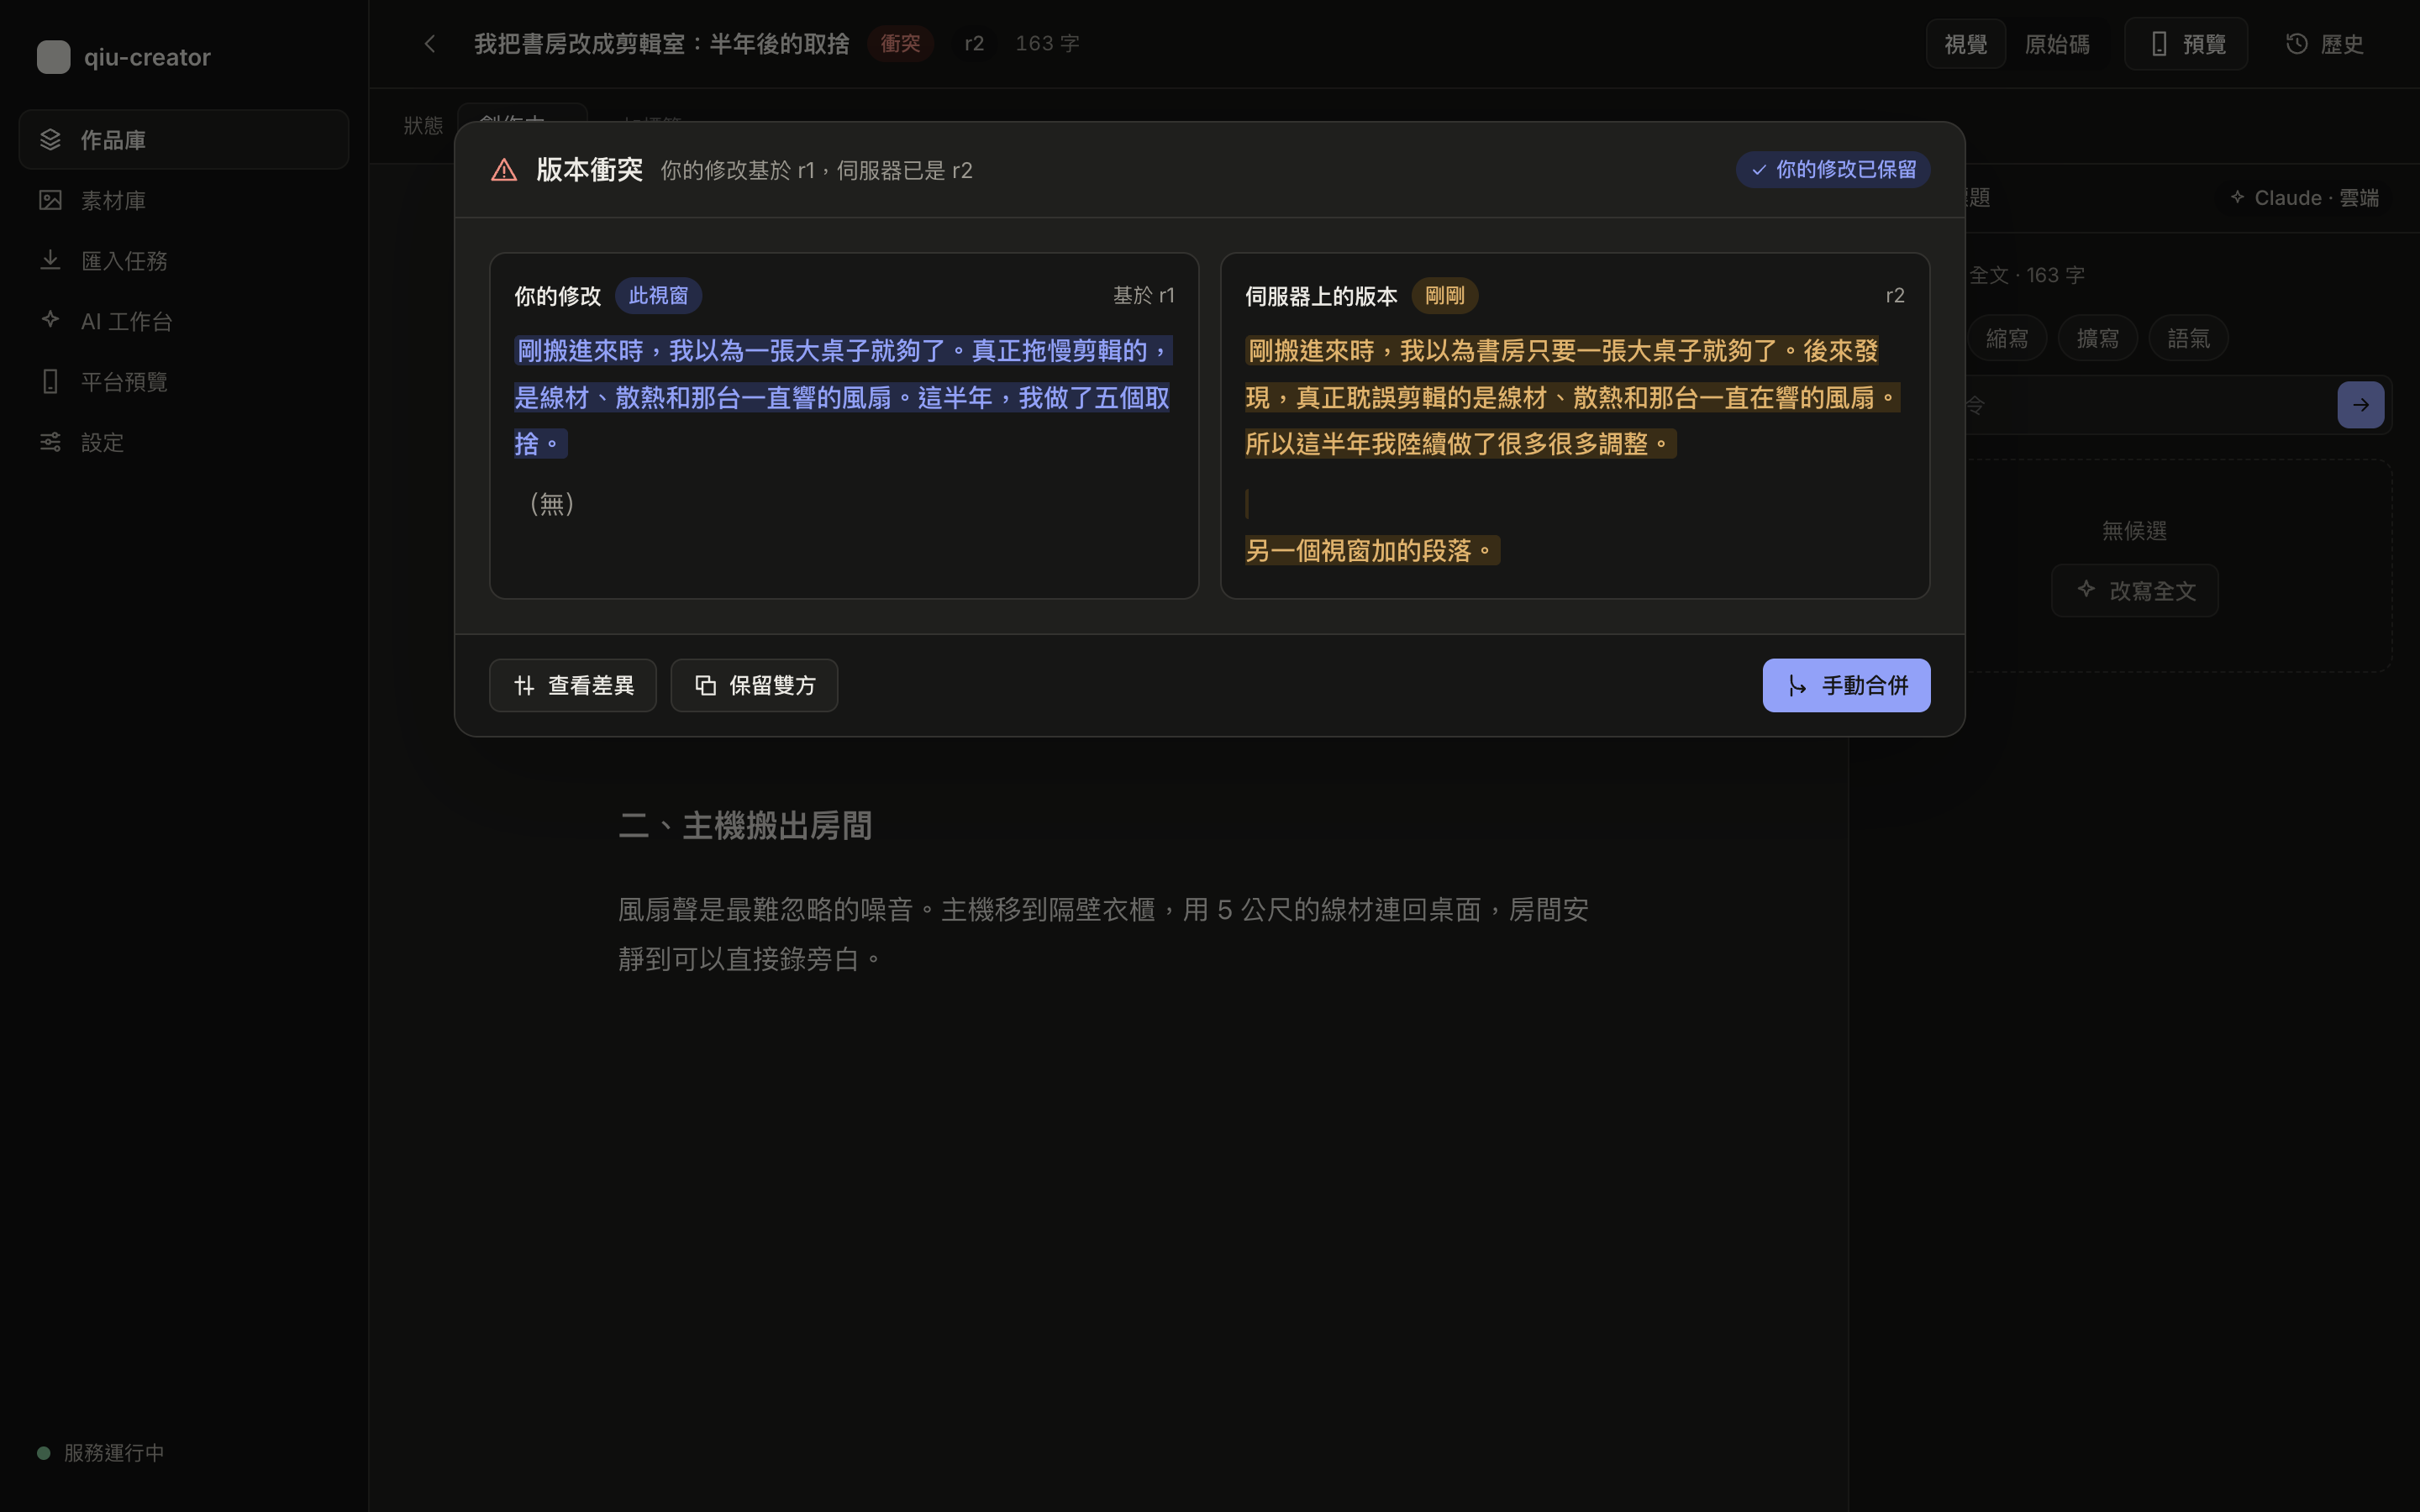 qiu-creator
作品庫
素材庫
匯入任務
AI 工作台
平台預覽
設定
服務運行中
我把書房改成剪輯室：半年後的取捨 衝突 r2 163 字
視覺 原始碼 預覽 歷史
狀態
版本衝突 你的修改基於 r1，伺服器已是 r2
你的修改已保留
你的修改 此視窗 基於 r1
剛搬進來時，我以為一張大桌子就夠了。真正拖慢剪輯的，
是線材、散熱和那台一直響的風扇。這半年，我做了五個取
捨。
（無）
伺服器上的版本 剛剛 r2
剛搬進來時，我以為書房只要一張大桌子就夠了。後來發
現，真正耽誤剪輯的是線材、散熱和那台一直在響的風扇。
所以這半年我陸續做了很多很多調整。
另一個視窗加的段落。
查看差異 保留雙方 手動合併
題 Claude · 雲端
全文 · 163 字
縮寫 擴寫 語氣
令
無候選
改寫全文
二、主機搬出房間
風扇聲是最難忽略的噪音。主機移到隔壁衣櫃，用 5 公尺的線材連回桌面，房間安
靜到可以直接錄旁白。